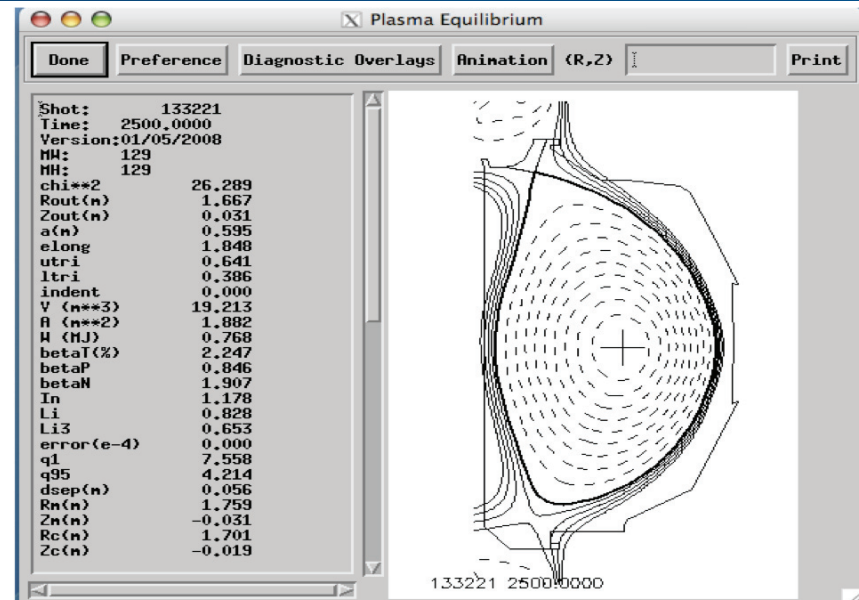 Plasma Equilibrium
Done Preference Diagnostic Overlays Animation (R,Z) Print
Shot: 133221
Time: 2500.0000
Version:01/05/2008
MW: 129
MH: 129
chi**2 26.289
Rout(m) 1.667
Zout(m) 0.031
a(m) 0.595
elong 1.848
utri 0.641
ltri 0.386
indent 0.000
V (m**3) 19.213
A (m**2) 1.882
W (MJ) 0.768
betaT(%) 2.247
betaP 0.846
betaN 1.907
In 1.178
Li 0.828
Li3 0.653
error(e-4) 0.000
q1 7.558
q95 4.214
dsep(m) 0.056
Rm(m) 1.759
Zm(m) -0.031
Rc(m) 1.701
Zc(m) -0.019
133221 2500.0000